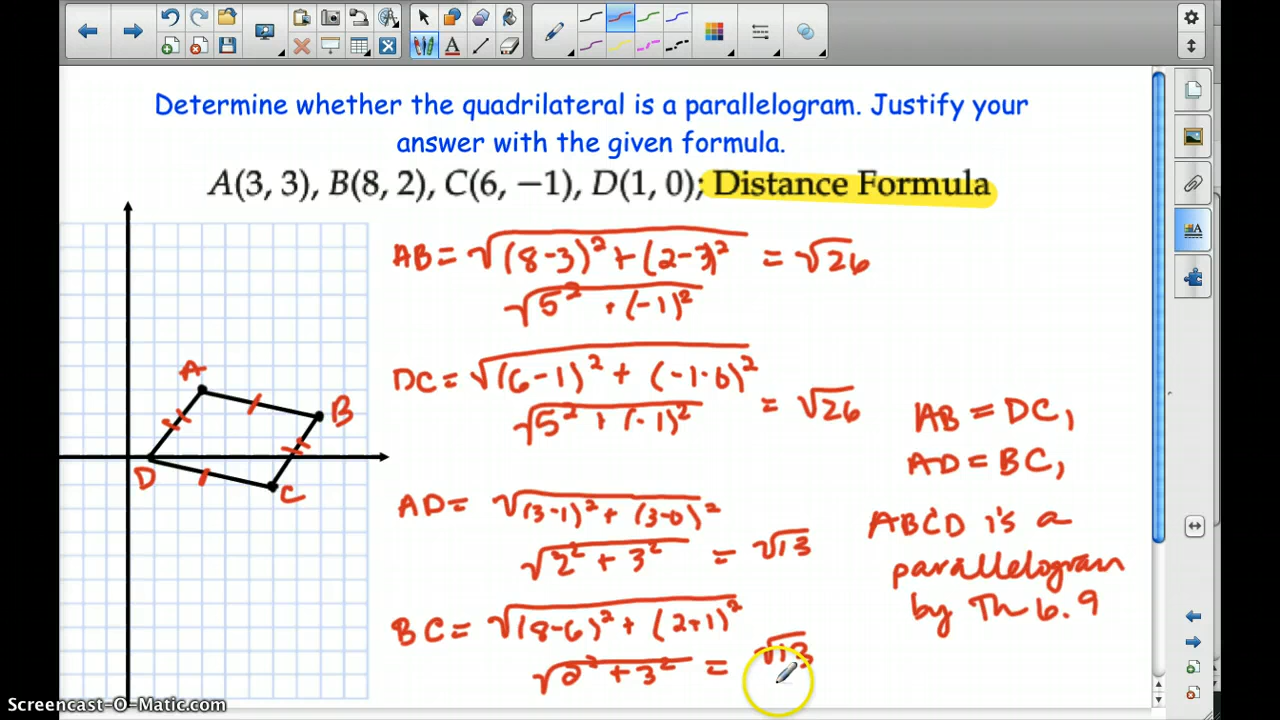 Determine whether the quadrilateral is a parallelogram. Justify your
answer with the given formula.
A(3, 3), B(8, 2), C(6, −1), D(1, 0); Distance Formula
AB = √(8-3)² + (2-3)² = √26
√5² + (-1)²
DC = √(6-1)² + (-1-0)²
√5² + (-1)² = √26
AD = √(3-1)² + (3-0)²
√2² + 3² = √13
BC = √(8-6)² + (2+1)²
√2² + 3² = √13
AB = DC,
AD = BC,
ABCD is a
parallelogram
by Th 6.9
A
B
D
C
Screencast-O-Matic.com